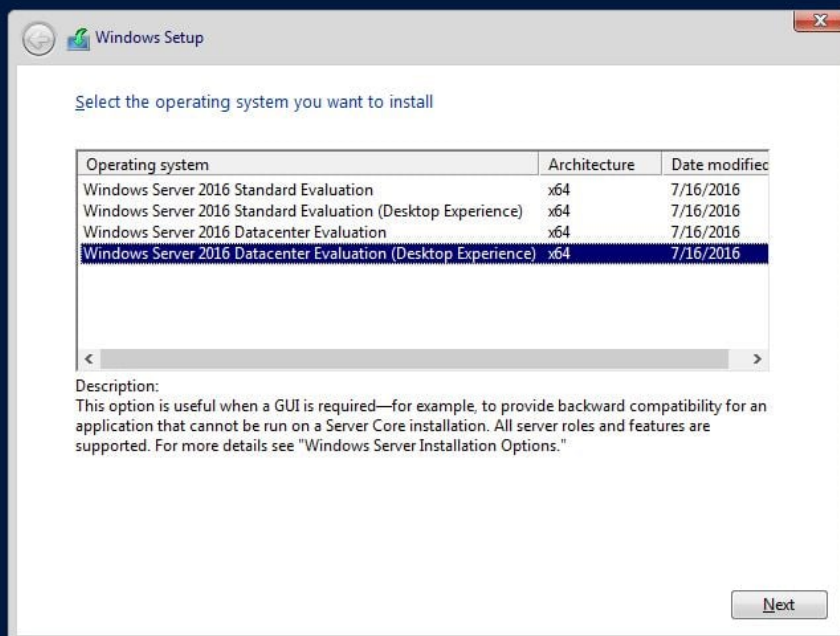 Windows Setup
Select the operating system you want to install
Operating system Architecture Date modified
Windows Server 2016 Standard Evaluation x64 7/16/2016
Windows Server 2016 Standard Evaluation (Desktop Experience) x64 7/16/2016
Windows Server 2016 Datacenter Evaluation x64 7/16/2016
Windows Server 2016 Datacenter Evaluation (Desktop Experience) x64 7/16/2016
Description:
This option is useful when a GUI is required—for example, to provide backward compatibility for an
application that cannot be run on a Server Core installation. All server roles and features are
supported. For more details see "Windows Server Installation Options."
Next